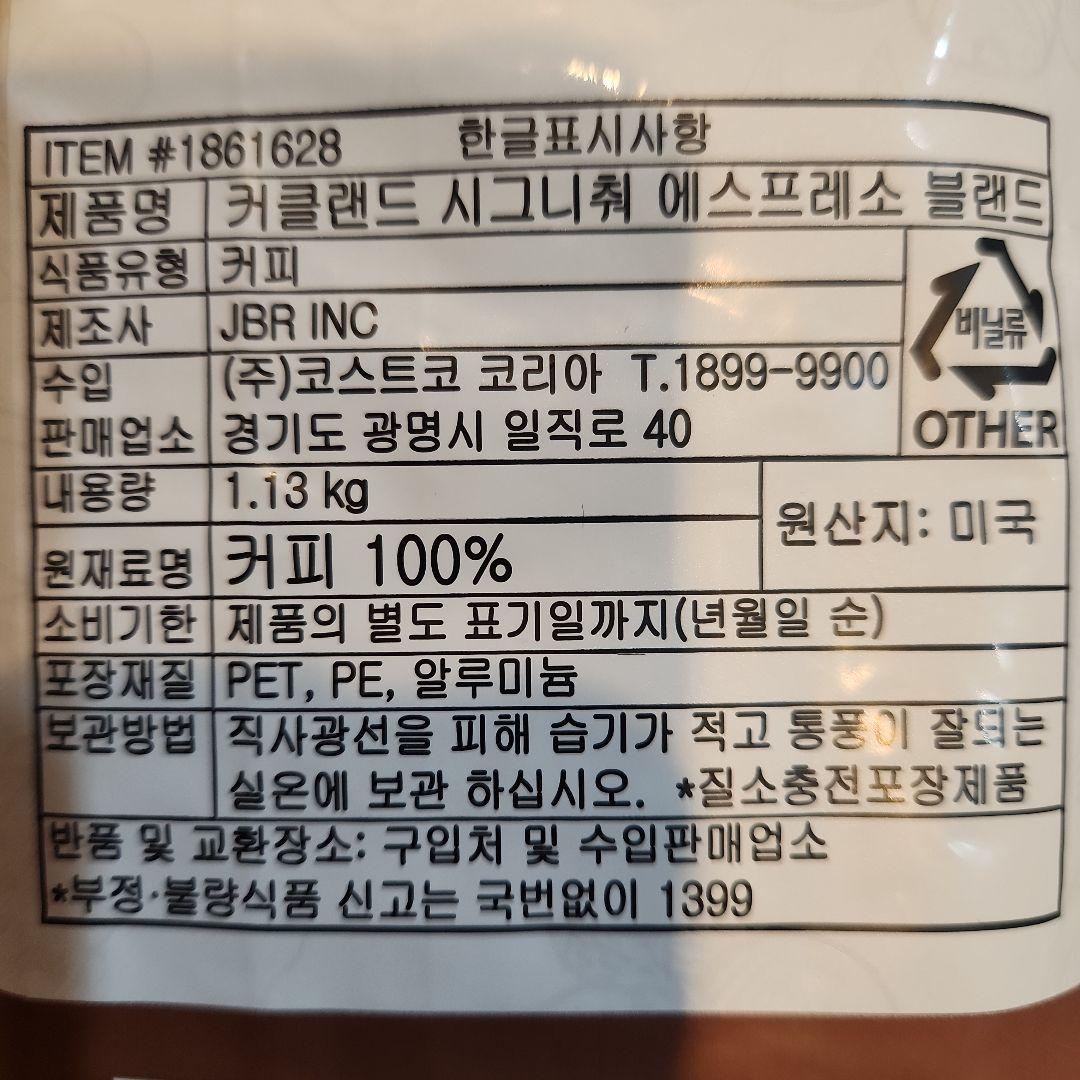 ITEM #1861628 한글표시사항
제품명 커클랜드 시그니춰 에스프레소 블랜드
식품유형 커피
제조사 JBR INC
수입 (주)코스트코 코리아 T.1899-9900
판매업소 경기도 광명시 일직로 40
비닐류
OTHER
내용량 1.13 kg
원산지: 미국
원재료명 커피 100%
소비기한 제품의 별도 표기일까지(년월일 순)
포장재질 PET, PE, 알루미늄
보관방법 직사광선을 피해 습기가 적고 통풍이 잘되는
실온에 보관 하십시오. *질소충전포장제품
반품 및 교환장소: 구입처 및 수입판매업소
*부정·불량식품 신고는 국번없이 1399